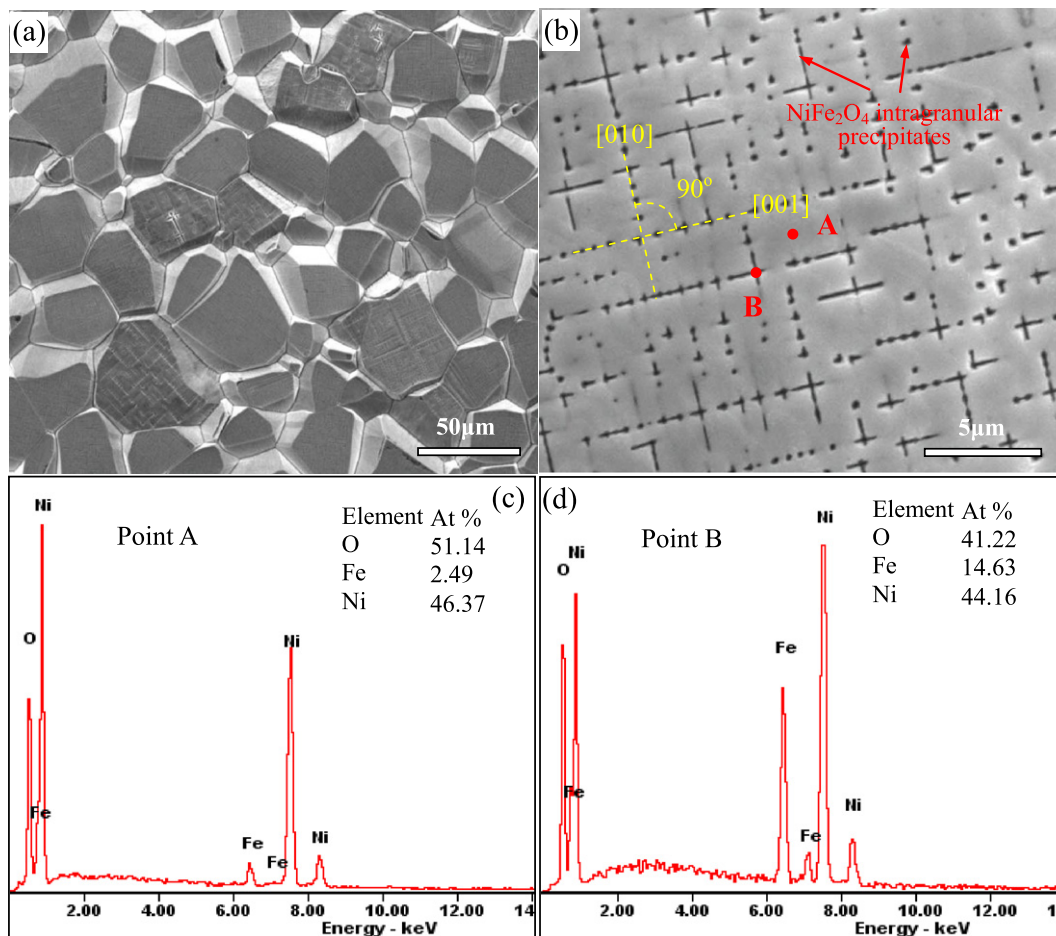 (a)
50µm
(b)
NiFe₂O₄ intragranular
precipitates
[010]
90°
[001]
A
B
5µm
(c)
Ni
Point A
Element At %
O 51.14
Fe 2.49
Ni 46.37
O
Ni
Fe
Fe
Fe
Ni
2.00 4.00 6.00 8.00 10.00 12.00 14
Energy - keV
(d)
Ni
O
Point B
Element At %
O 41.22
Fe 14.63
Ni 44.16
Ni
Fe
Fe
Fe
Ni
2.00 4.00 6.00 8.00 10.00 12.00 1
Energy - keV